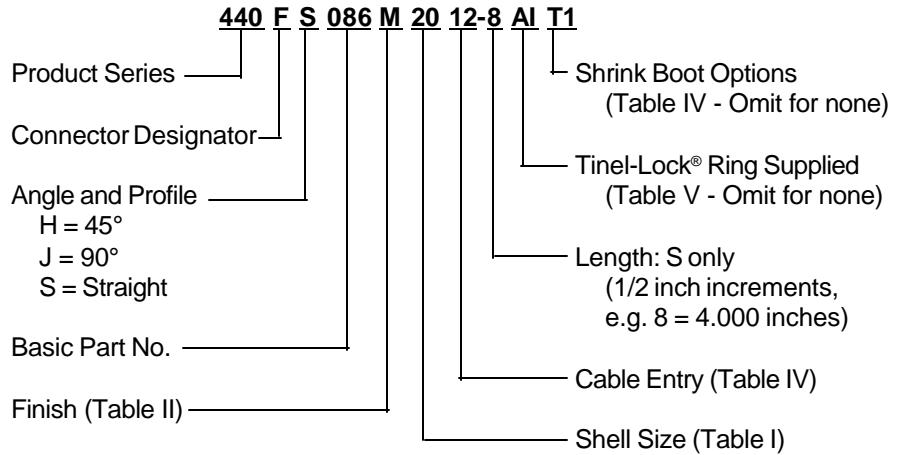 440 F S 086 M 20 12-8 AI T1
Product Series
Connector Designator
Angle and Profile
H = 45°
J = 90°
S = Straight
Basic Part No.
Finish (Table II)
Shrink Boot Options
(Table IV - Omit for none)
Tinel-Lock® Ring Supplied
(Table V - Omit for none)
Length: S only
(1/2 inch increments,
e.g. 8 = 4.000 inches)
Cable Entry (Table IV)
Shell Size (Table I)